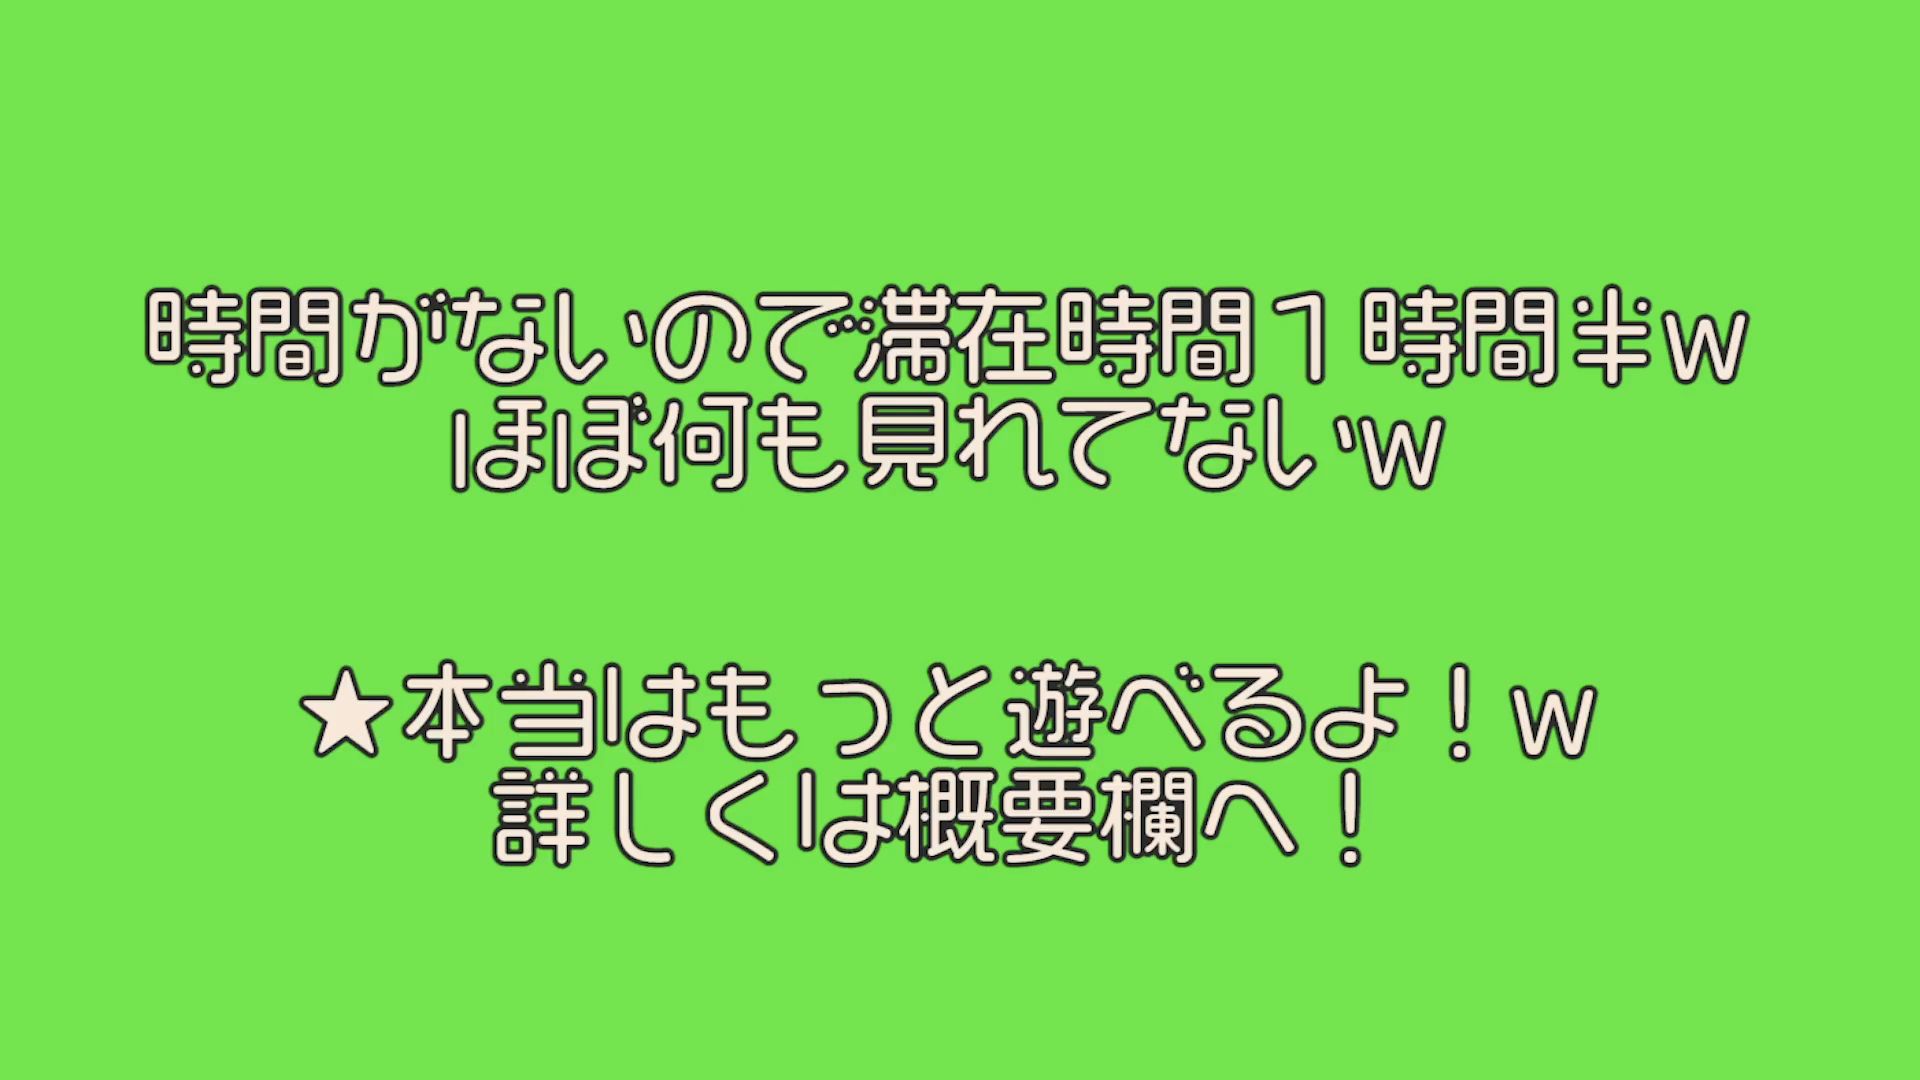 時間がないので滞在時間１時間半w
ほぼ何も見れてないw
★本当はもっと遊べるよ！w
詳しくは概要欄へ！